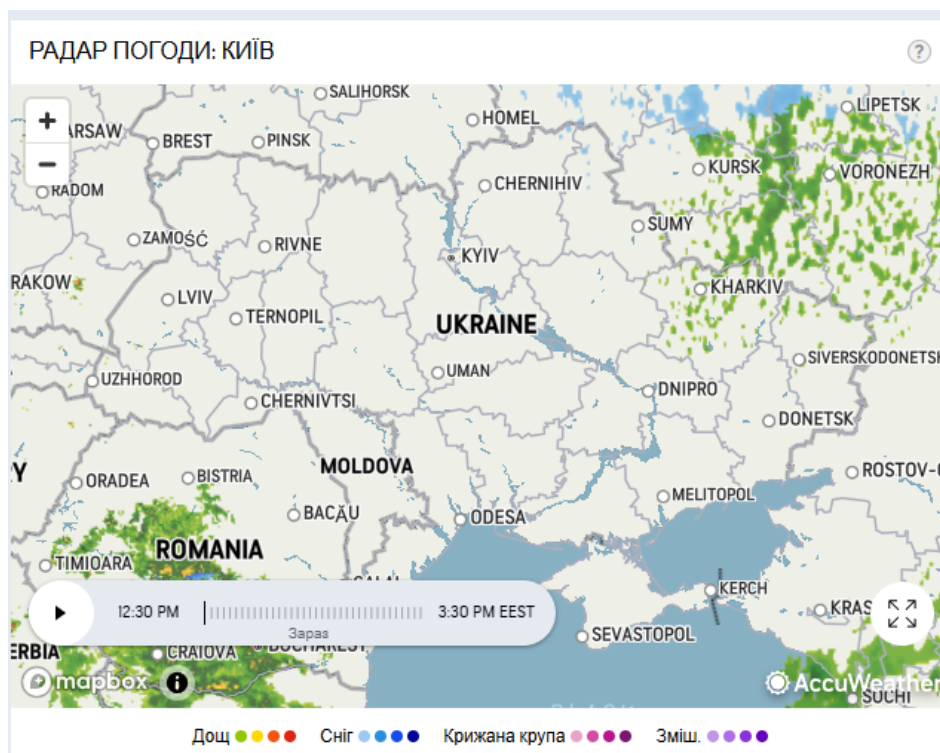 РАДАР ПОГОДИ: КИЇВ
?
SALIHORSK
LIPETSK
+
HOMEL
ARSAW
BREST
PINSK
−
KURSK
VORONEZH
RADOM
CHERNIHIV
SUMY
ZAMOŚĆ
RIVNE
KYIV
RAKOW
KHARKIV
LVIV
TERNOPIL
UKRAINE
SIVERSKODONETSK
UZHHOROD
UMAN
CHERNIVTSI
DNIPRO
DONETSK
MOLDOVA
ORADEA
BISTRIA
ROSTOV-
MELITOPOL
BACĂU
ODESA
ROMANIA
TIMIOARA
KERCH
12:30 PM
3:30 PM EEST
KRAS
Зараз
SEVASTOPOL
ERBIA
CRAIOVA
BUCHAREST
mapbox
AccuWeather
SOCHI
Дощ Сніг Крижана крупа Зміш.